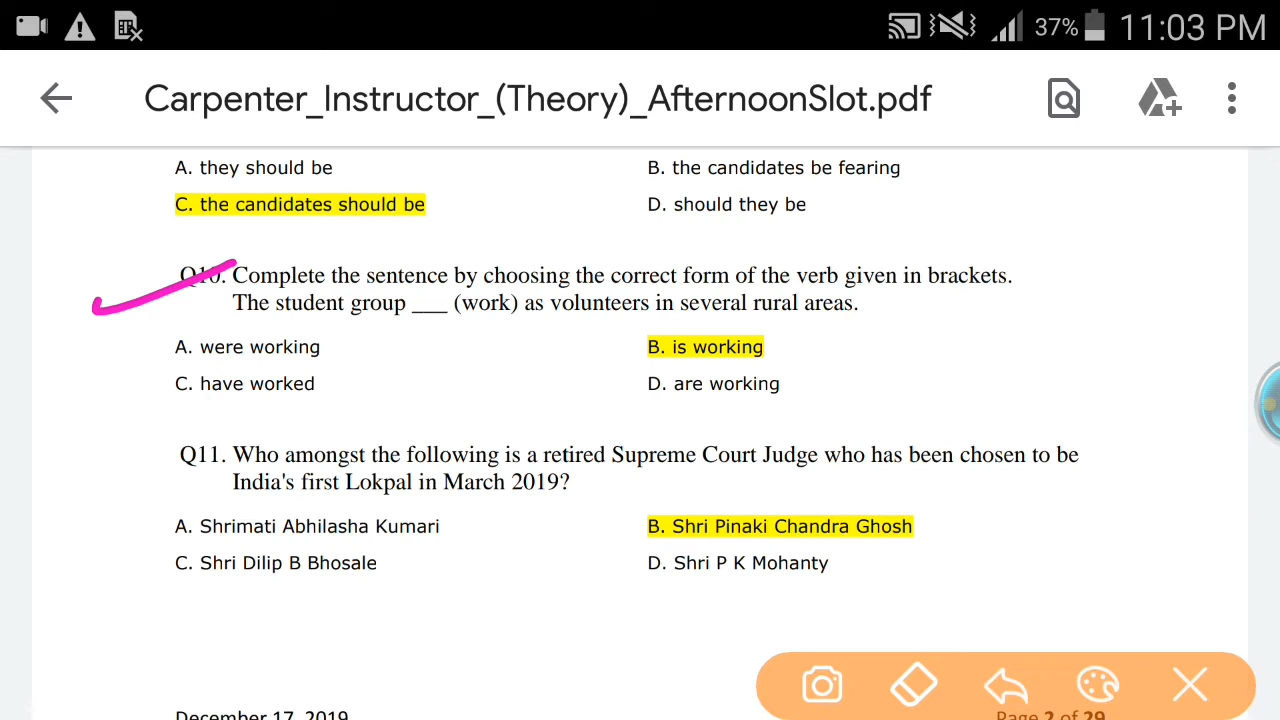 37% 11:03 PM
Carpenter_Instructor_(Theory)_AfternoonSlot.pdf
A. they should be B. the candidates be fearing
C. the candidates should be D. should they be
Q10. Complete the sentence by choosing the correct form of the verb given in brackets.
The student group ___ (work) as volunteers in several rural areas.
A. were working B. is working
C. have worked D. are working
Q11. Who amongst the following is a retired Supreme Court Judge who has been chosen to be
India's first Lokpal in March 2019?
A. Shrimati Abhilasha Kumari B. Shri Pinaki Chandra Ghosh
C. Shri Dilip B Bhosale D. Shri P K Mohanty
December 17, 2019 Page 2 of 29